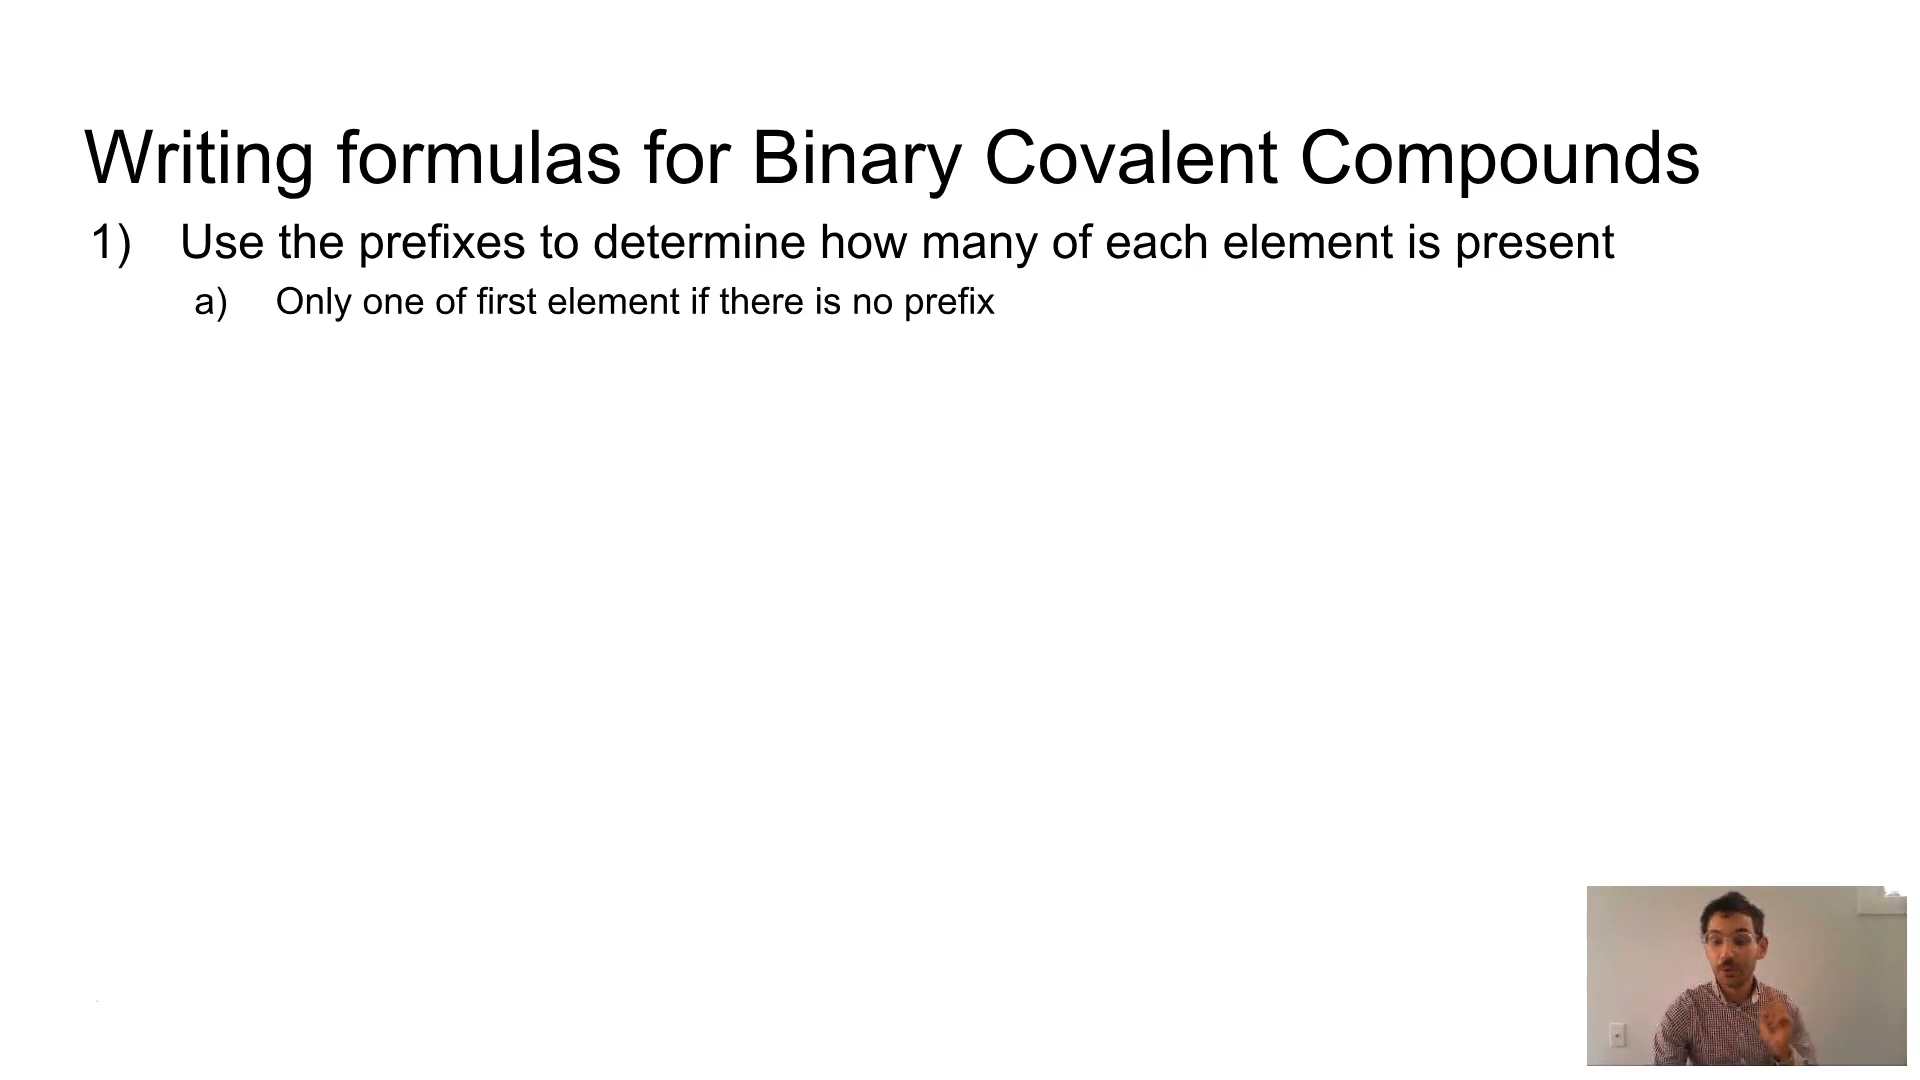 Writing formulas for Binary Covalent Compounds
1) Use the prefixes to determine how many of each element is present
a) Only one of first element if there is no prefix